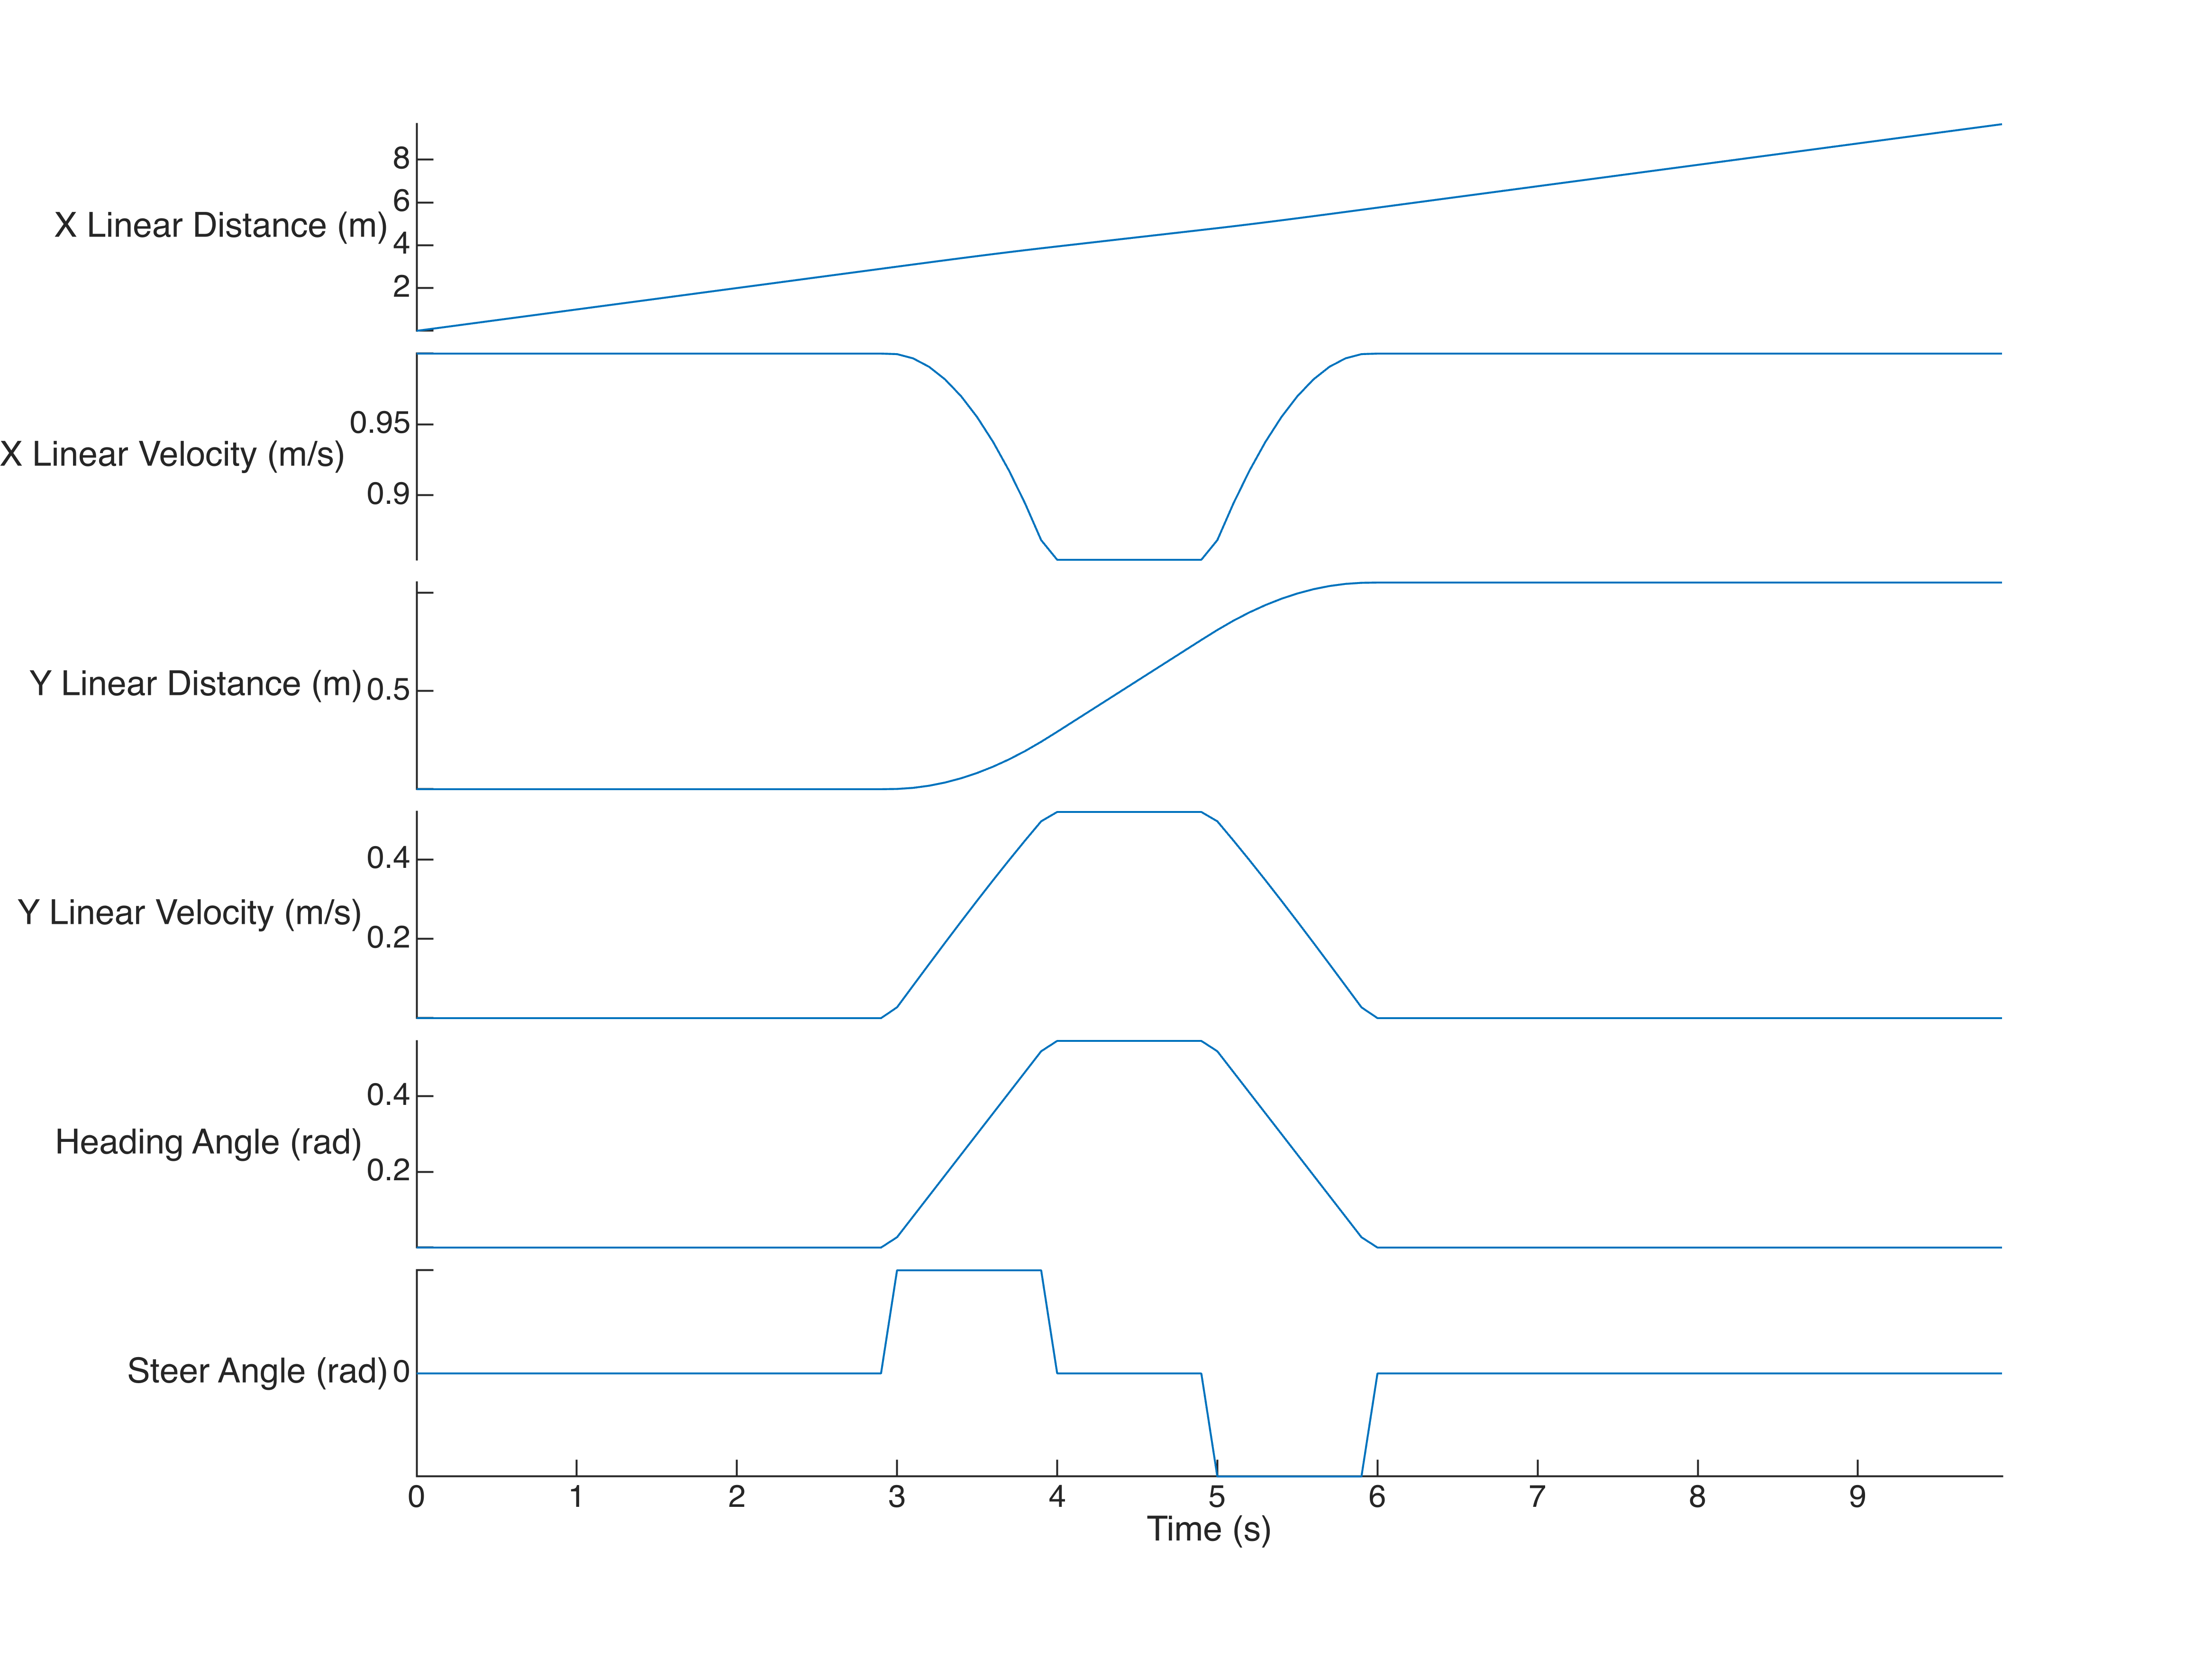 8
6
X Linear Distance (m)
4
2
0.95
X Linear Velocity (m/s)
0.9
Y Linear Distance (m)
0.5
0.4
Y Linear Velocity (m/s)
0.2
0.4
Heading Angle (rad)
0.2
Steer Angle (rad)
0
0 1 2 3 4 5 6 7 8 9
Time (s)